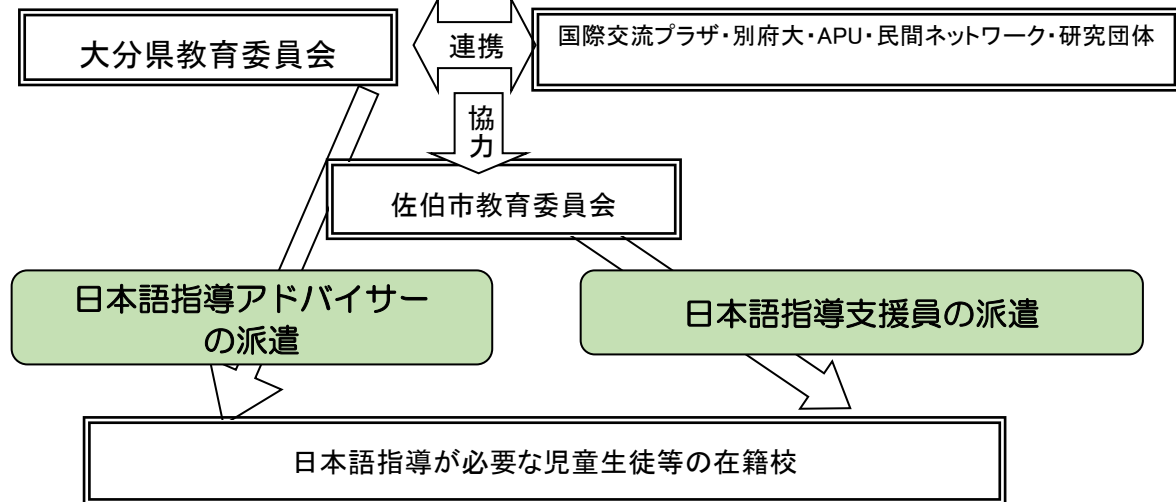 大分県教育委員会
連携
国際交流プラザ・別府大・APU・民間ネットワーク・研究団体
協
力
佐伯市教育委員会
日本語指導アドバイザー
の派遣
日本語指導支援員の派遣
日本語指導が必要な児童生徒等の在籍校